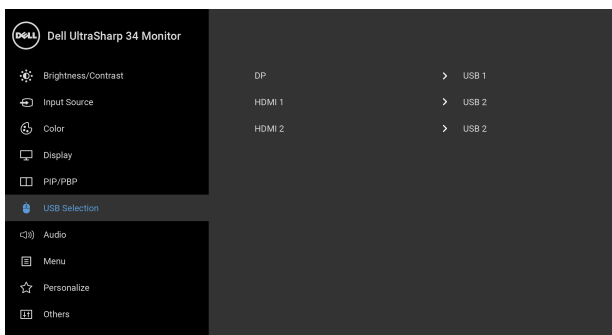 DELL Dell UltraSharp 34 Monitor
Brightness/Contrast DP USB 1
Input Source HDMI 1 USB 2
Color HDMI 2 USB 2
Display
PIP/PBP
USB Selection
Audio
Menu
Personalize
Others